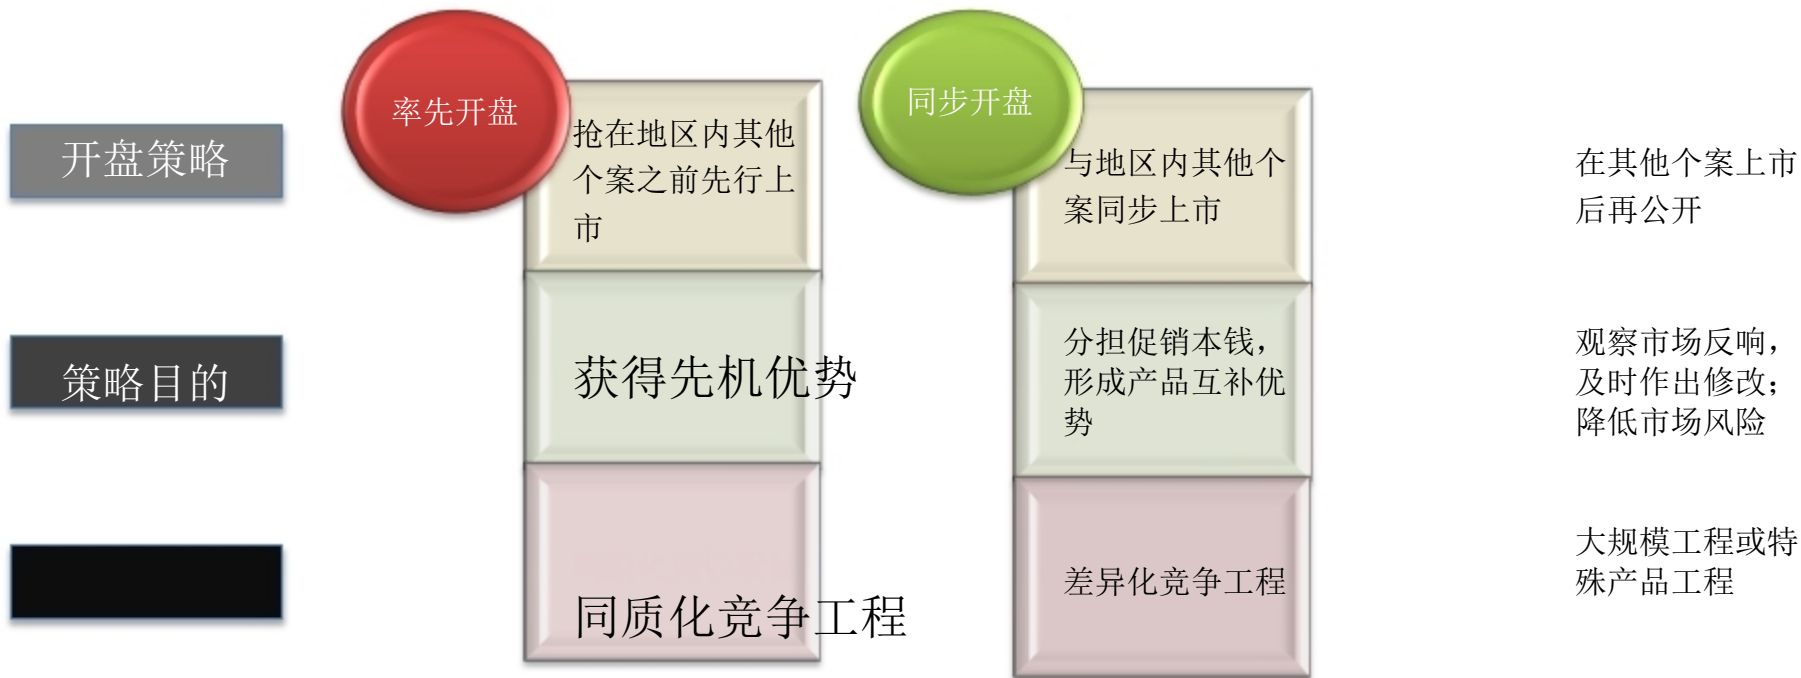 开盘策略
率先开盘
抢在地区内其他
个案之前先行上
市
同步开盘
与地区内其他个
案同步上市
在其他个案上市
后再公开
策略目的
获得先机优势
分担促销本钱，
形成产品互补优
势
观察市场反响，
及时作出修改；
降低市场风险
同质化竞争工程
差异化竞争工程
大规模工程或特
殊产品工程